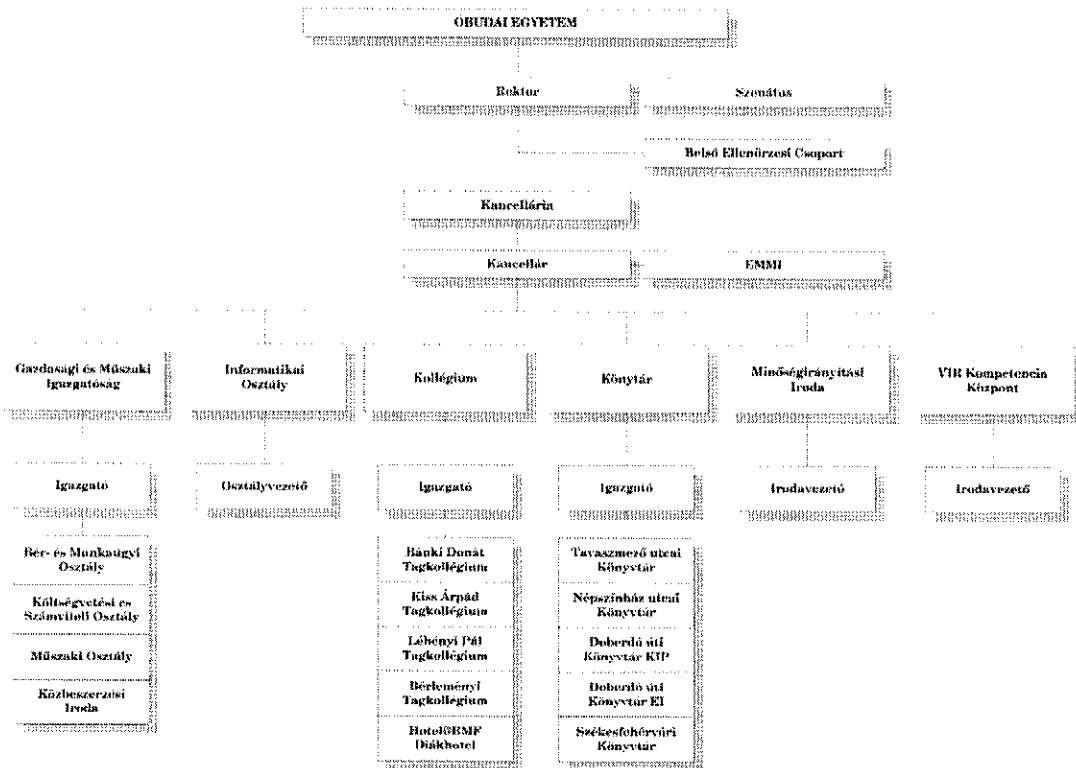 ÓBUDAI EGYETEM
Rektor
Szenátus
Belső Ellenőrzési Csoport
Kancellária
Kancellár
EMMI
Gazdasági és Műszaki
Igazgatóság
Informatikai
Osztály
Kollégium
Könytár
Minőségirányítási
Iroda
VIR Kompetencia
Központ
Igazgató
Osztályvezető
Igazgató
Igazgató
Irodavezető
Irodavezető
Bér- és Munkaügyi
Osztály
Költségvetési és
Számviteli Osztály
Műszaki Osztály
Közbeszerzési
Iroda
Bánki Donát
Tagkollégium
Kiss Árpád
Tagkollégium
Léhényi Pál
Tagkollégium
Bérleményi
Tagkollégium
Hotel@BMF
Diákhotel
Tavaszmező utcai
Könyvtár
Népszínház utcai
Könyvtár
Doberdó úti
Könyvtár KIP
Doberdó úti
Könyvtár EI
Székesfehérvári
Könyvtár